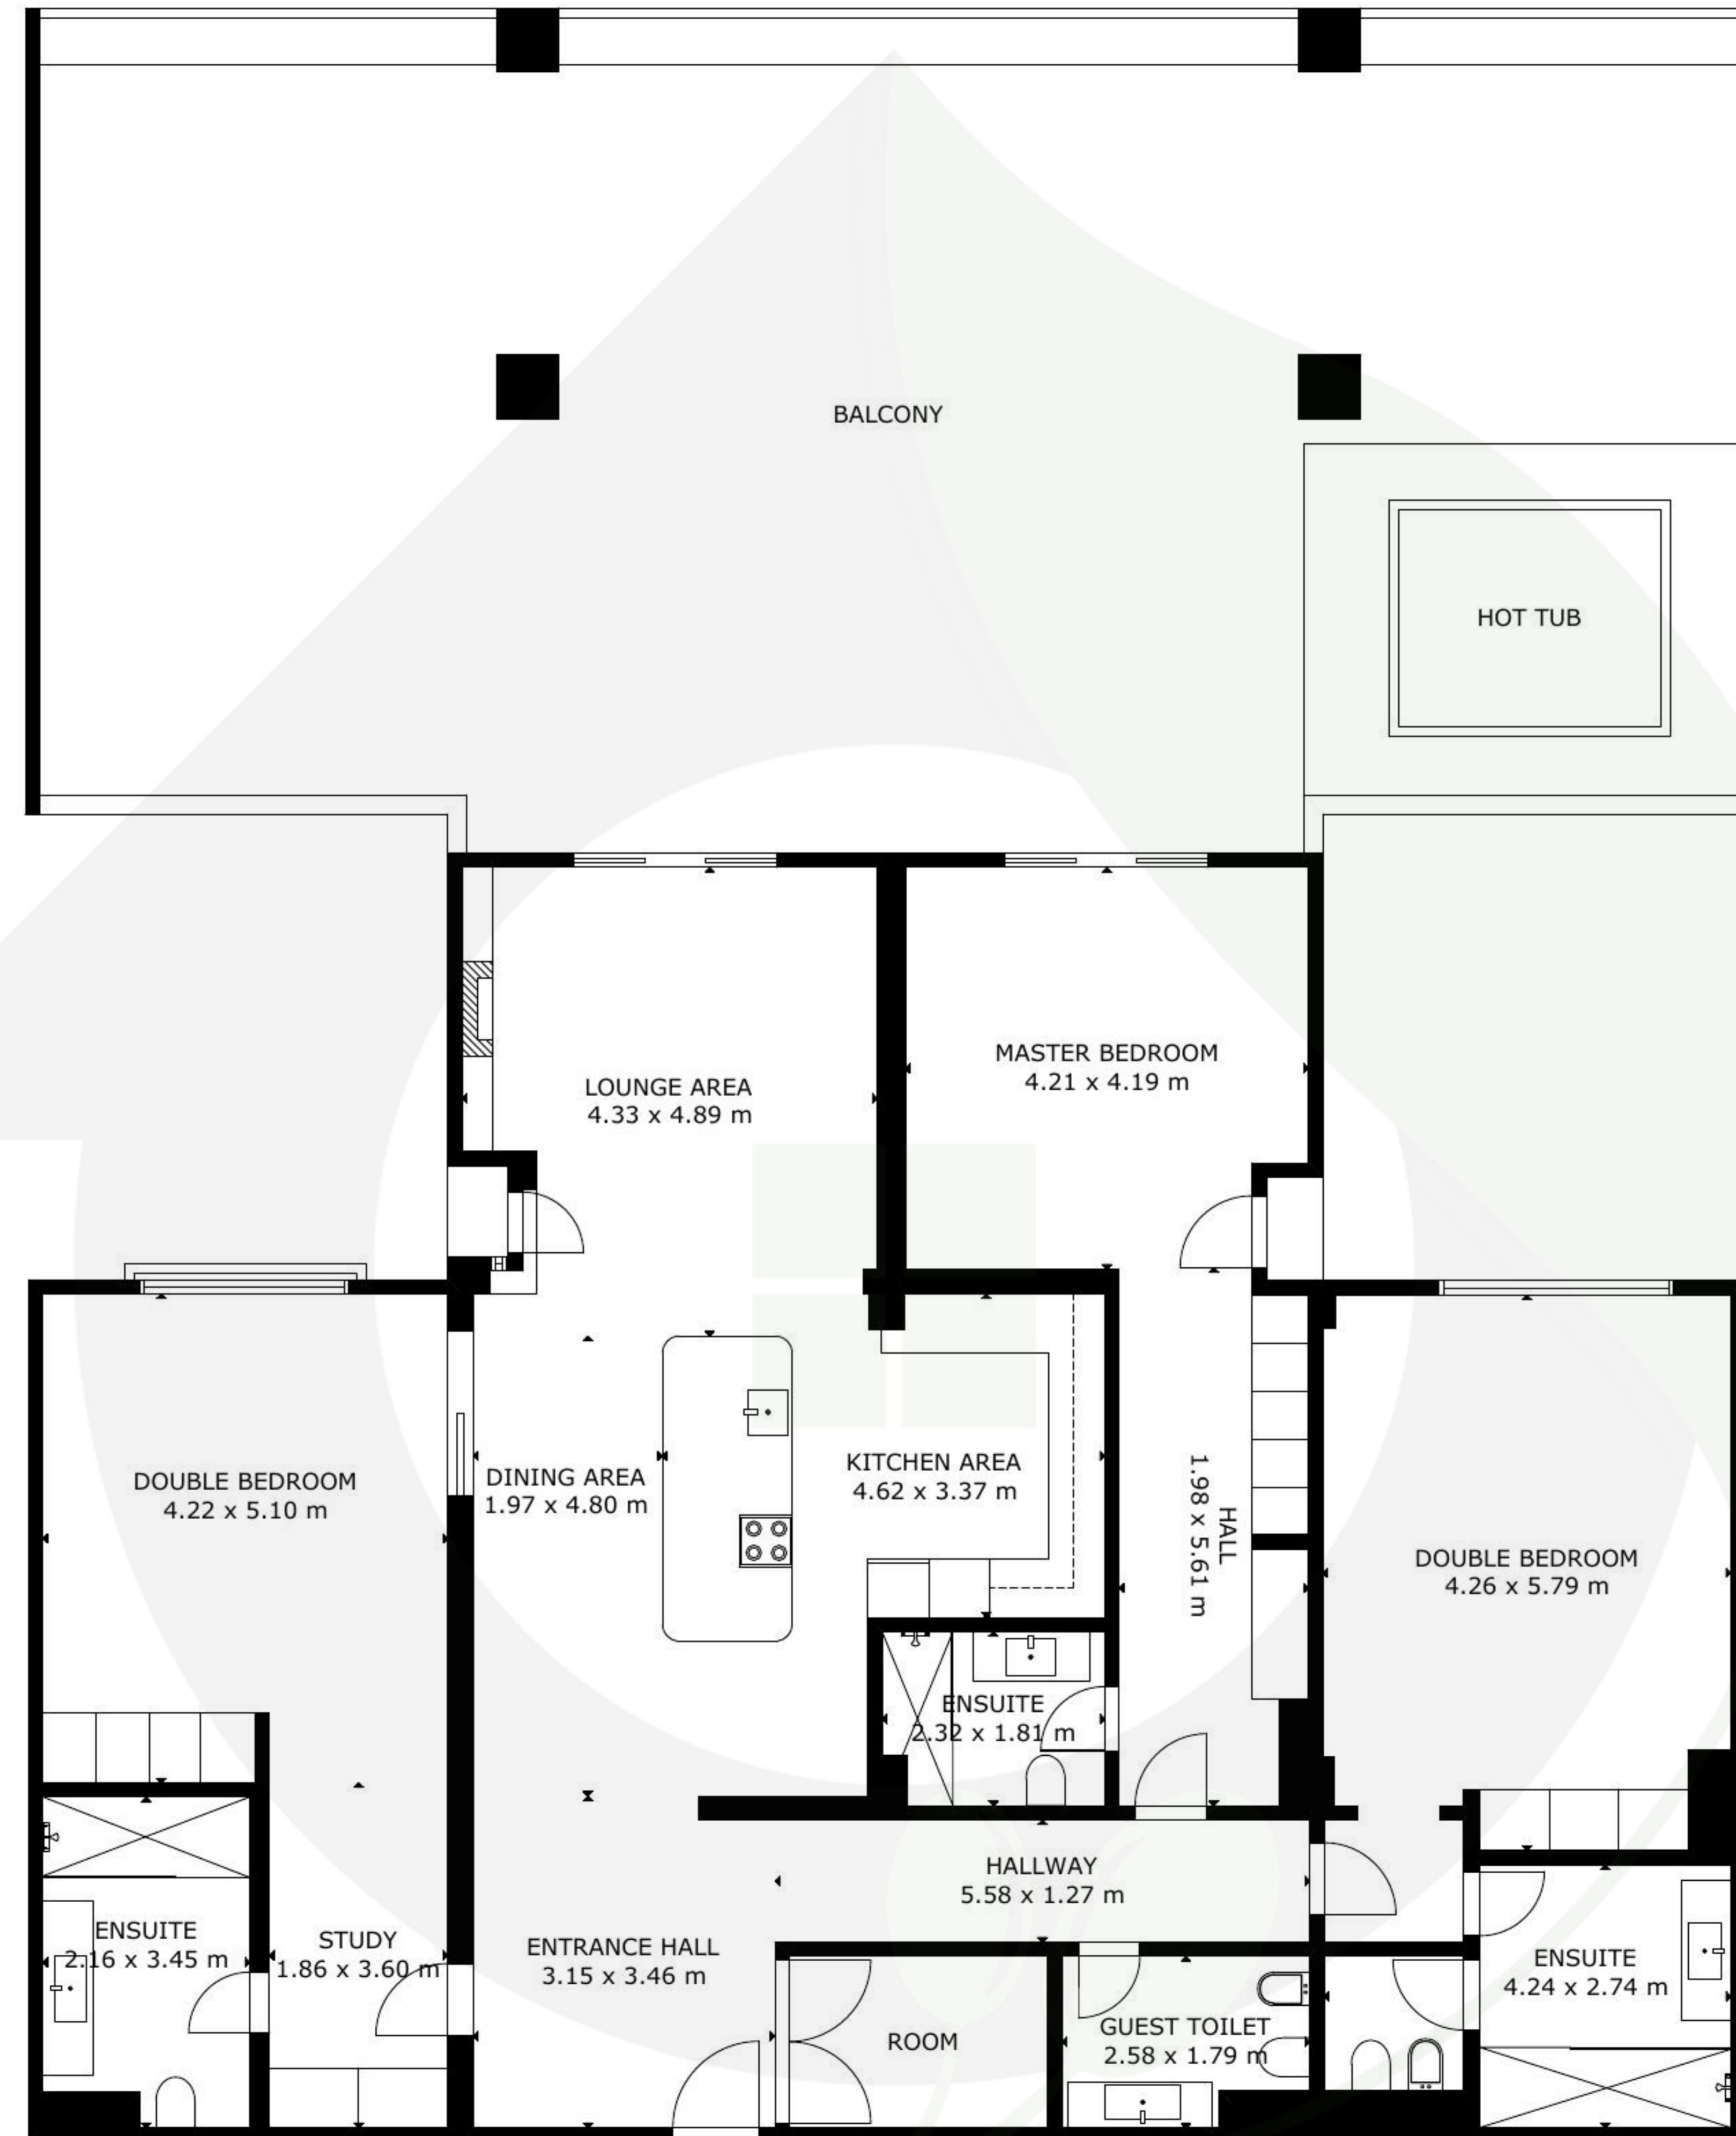 BALCONY
HOT TUB
LOUNGE AREA
4.33 x 4.89 m
MASTER BEDROOM
4.21 x 4.19 m
DOUBLE BEDROOM
4.22 x 5.10 m
DINING AREA
1.97 x 4.80 m
KITCHEN AREA
4.62 x 3.37 m
HALL
1.98 x 5.61 m
DOUBLE BEDROOM
4.26 x 5.79 m
ENSUITE
2.32 x 1.81 m
HALLWAY
5.58 x 1.27 m
ENSUITE
2.16 x 3.45 m
STUDY
1.86 x 3.60 m
ENTRANCE HALL
3.15 x 3.46 m
ROOM
GUEST TOILET
2.58 x 1.79 m
ENSUITE
4.24 x 2.74 m